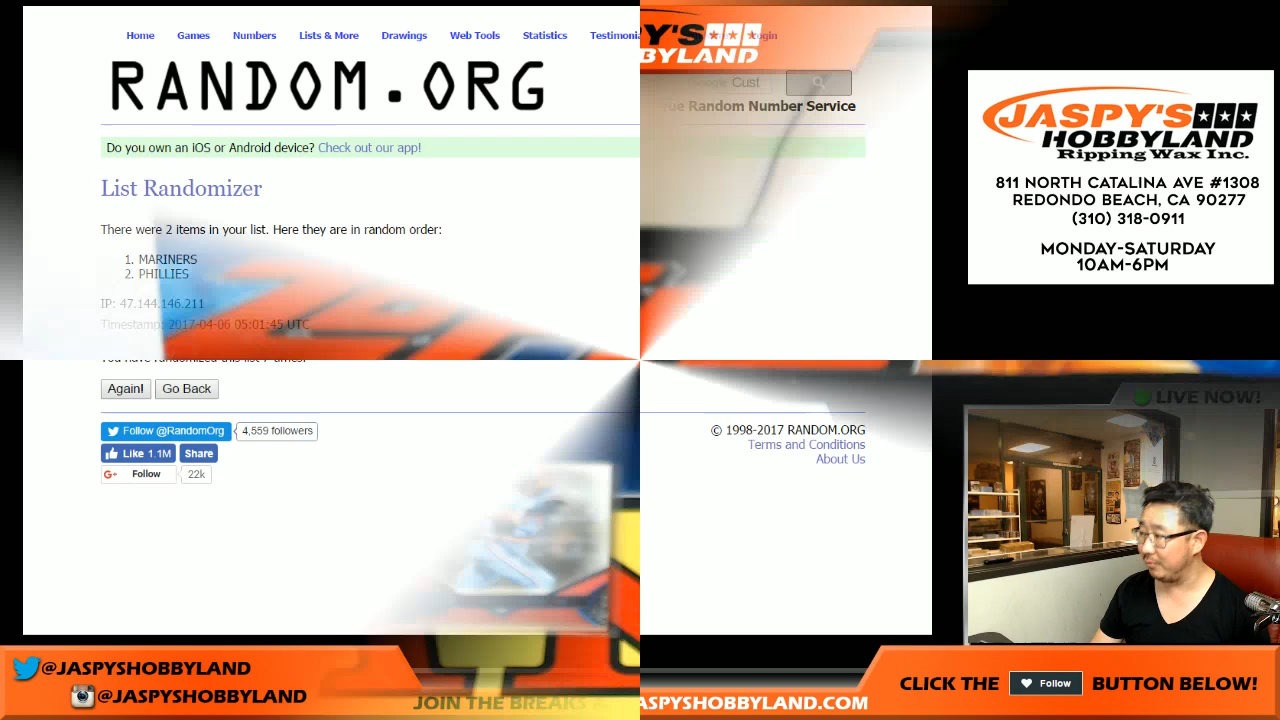 Home Games Numbers Lists & More Drawings Web Tools Statistics
RANDOM.ORG
Random Number Service
Do you own an iOS or Android device? Check out our app!
List Randomizer
There were 2 items in your list. Here they are in random order:
1. MARINERS
2. PHILLIES
IP: 47.144.146.211
Timestamp: 2017-04-06 05:01:45 UTC
Again! Go Back
Follow @RandomOrg 4,559 followers
Like 1.1M Share
Follow 22k
© 1998-2017 RANDOM.ORG
Terms and Conditions
About Us
JASPY'S
HOBBYLAND
Ripping Wax Inc.
811 NORTH CATALINA AVE #1308
REDONDO BEACH, CA 90277
(310) 318-0911
MONDAY-SATURDAY
10AM-6PM
LIVE NOW!
@JASPYSHOBBYLAND
@JASPYSHOBBYLAND
JOIN THE BREAKS
JASPYSHOBBYLAND.COM
CLICK THE Follow BUTTON BELOW!